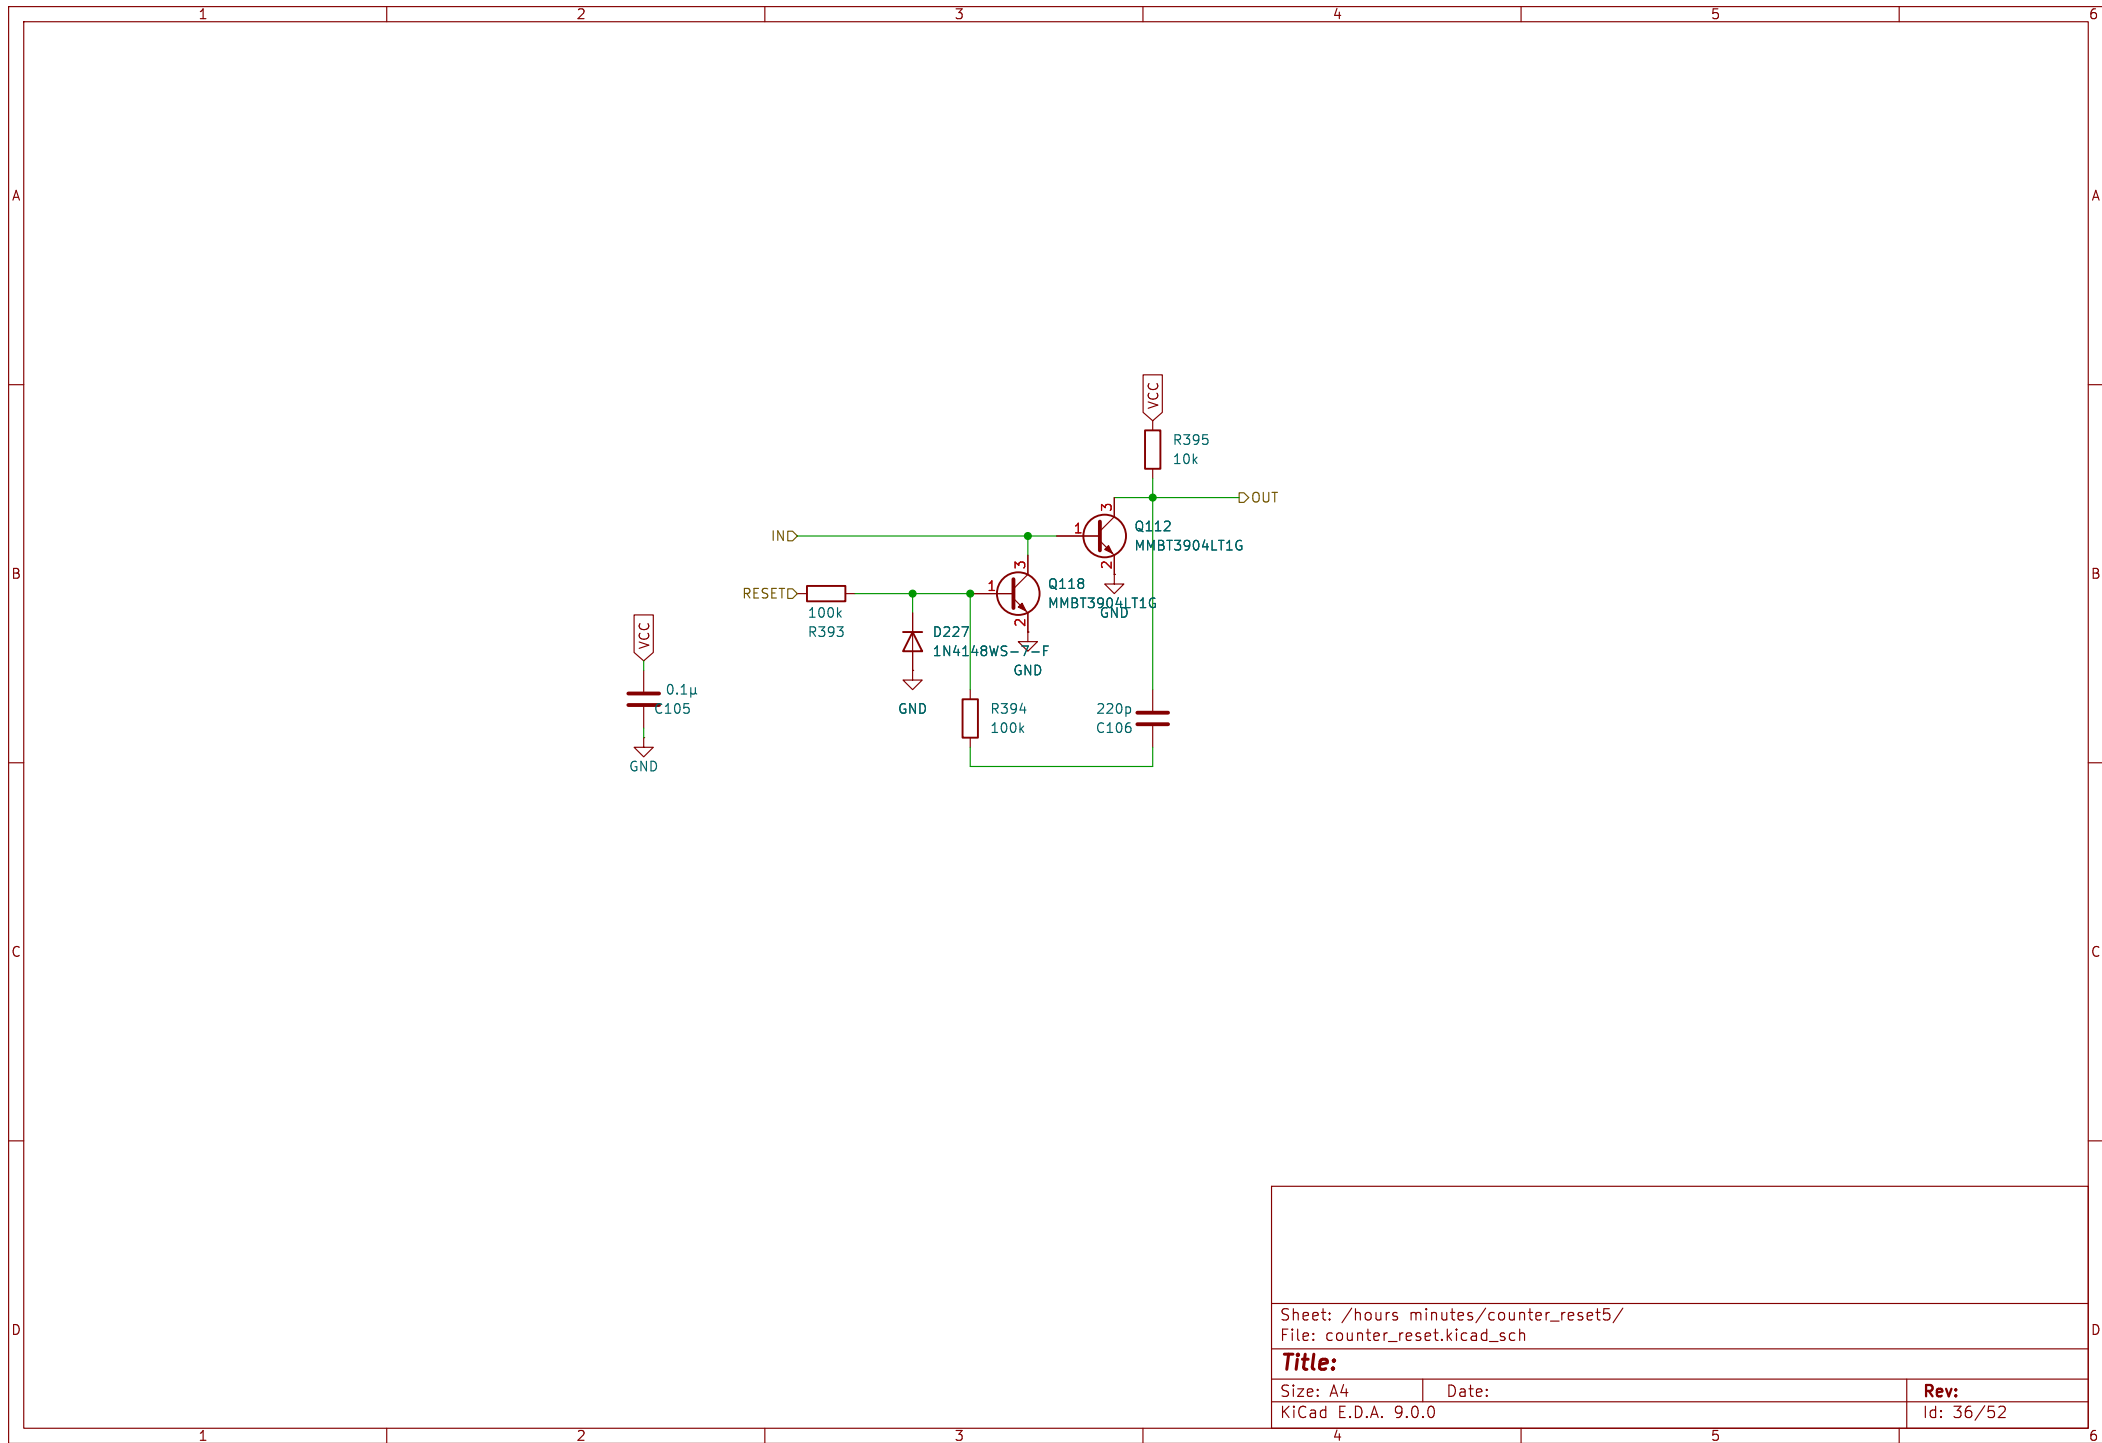 1 2 3 4 5 6
A A
VCC
R395
10k
3
OUT
IN
1
Q112
MMBT3904LT1G
3
2
B B
RESET
1
Q118
MMBT3904LT1G
GND
100k
R393
2
VCC
D227
1N4148WS-7-F
GND
0.1µ
C105
GND
R394
100k
220p
C106
GND
C C
Sheet: /hours minutes/counter_reset5/
File: counter_reset.kicad_sch
D D
Title:
Size: A4 Date: Rev:
KiCad E.D.A. 9.0.0 Id: 36/52
1 2 3 4 5 6